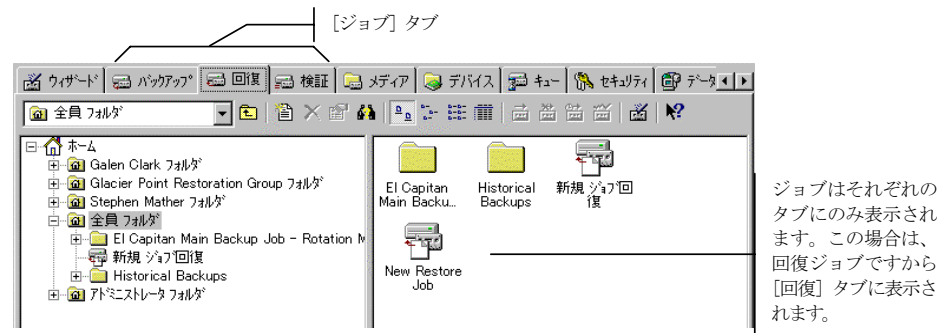 ［ジョブ］タブ
ウィザード バックアップ 回復 検証 メディア デバイス キュー セキュリティ データ
全員 フォルダ
ホーム
Galen Clark フォルダ
Glacier Point Restoration Group フォルダ
Stephen Mather フォルダ
全員 フォルダ
El Capitan Main Backup Job - Rotation M
新規 ジョブ回復
Historical Backups
アドミニストレータ フォルダ
El Capitan
Main Backu...
Historical
Backups
新規 ジョブ回
復
New Restore
Job
ジョブはそれぞれの
タブにのみ表示され
ます。この場合は、
回復ジョブですから
［回復］タブに表示さ
れます。